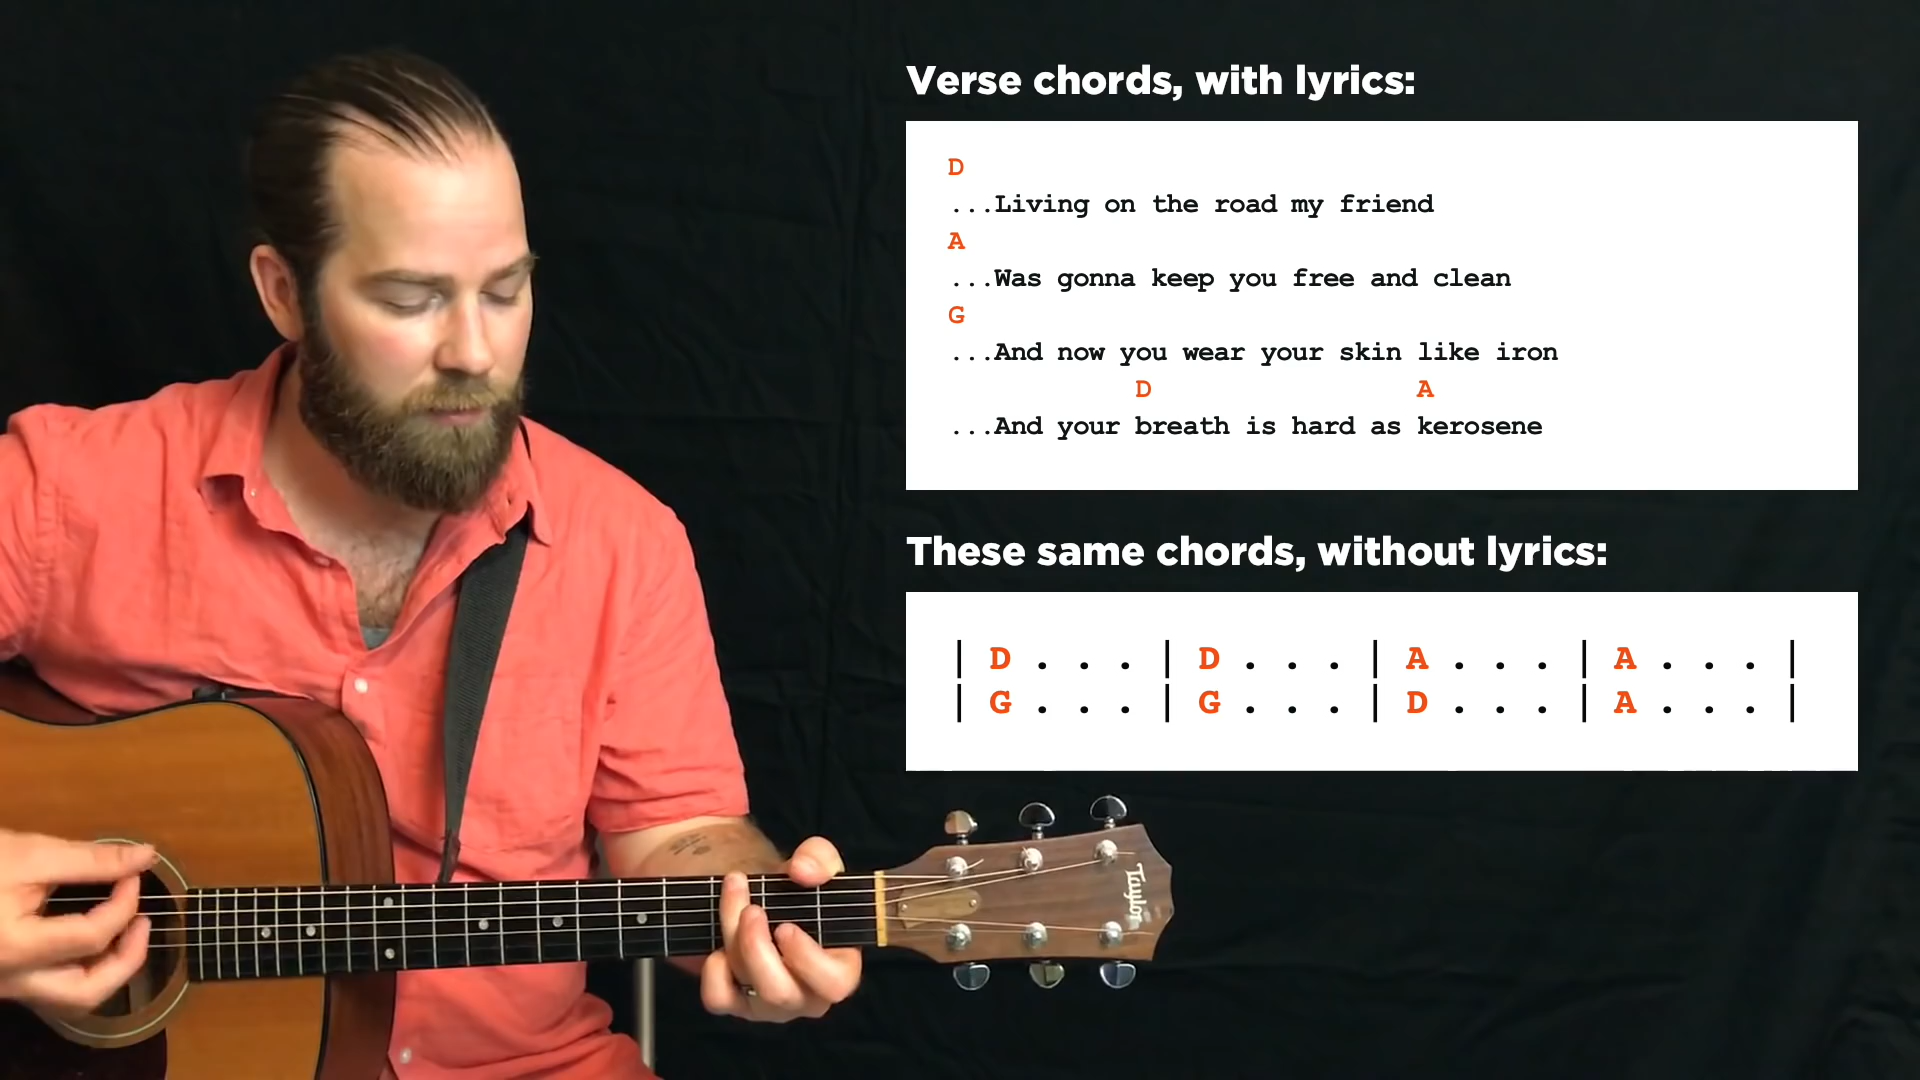 Verse chords, with lyrics:
D
...Living on the road my friend
A
...Was gonna keep you free and clean
G
...And now you wear your skin like iron
D A
...And your breath is hard as kerosene
These same chords, without lyrics:
| D . . . | D . . . | A . . . | A . . . |
| G . . . | G . . . | D . . . | A . . . |
Taylor